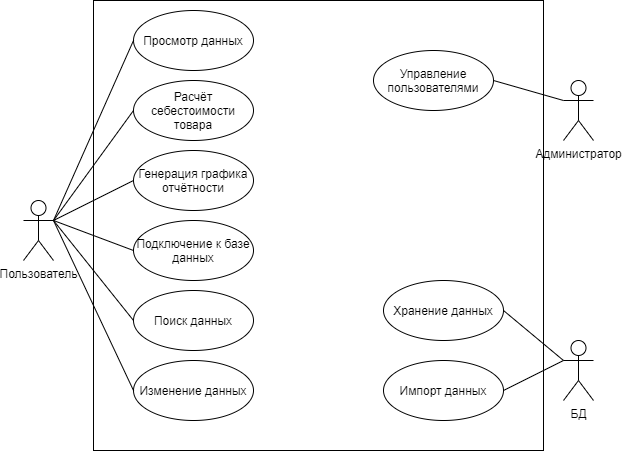 Просмотр данных
Расчёт
себестоимости
товара
Генерация графика
отчётности
Подключение к базе
данных
Поиск данных
Изменение данных
Пользователь
Управление
пользователями
Администратор
Хранение данных
Импорт данных
БД